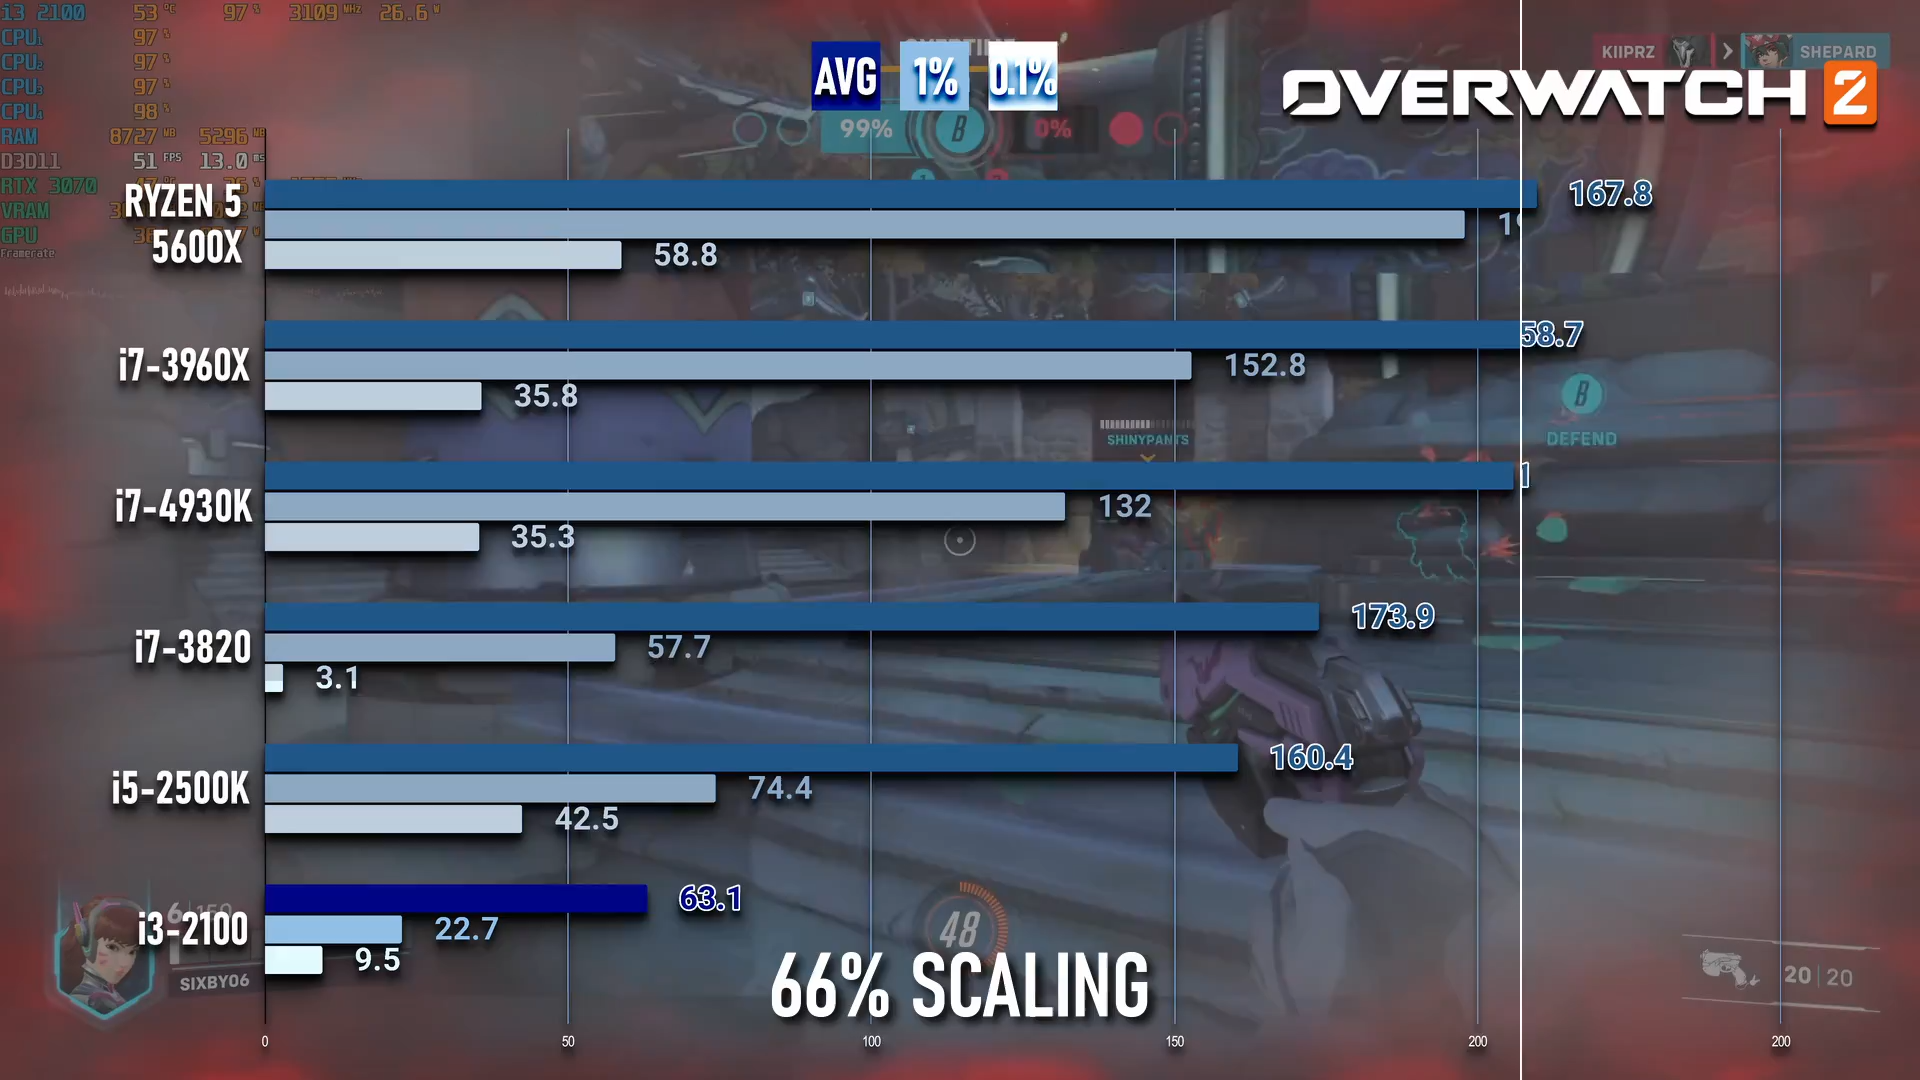 i3 2100 53 °C 97 % 3109 MHz 26.6 W
CPU₁ 97 %
CPU₂ 97 %
CPU₃ 97 %
CPU₄ 98 %
RAM 8727 MB 5296 MB
D3D11 51 FPS 13.0 ms
RTX 3070
VRAM
GPU
Framerate
AVG 1% 0.1%
KIIPRZ SHEPARD
OVERWATCH 2
99% B 0%
RYZEN 5 5600X
167.8
58.8
i7-3960X
58.7
152.8
35.8
B
DEFEND
SHINYPANTS
i7-4930K
132
35.3
i7-3820
173.9
57.7
3.1
i5-2500K
160.4
74.4
42.5
i3-2100
63.1
22.7
9.5
SIXBY06
48
20 | 20
66% SCALING
0 50 100 150 200 200